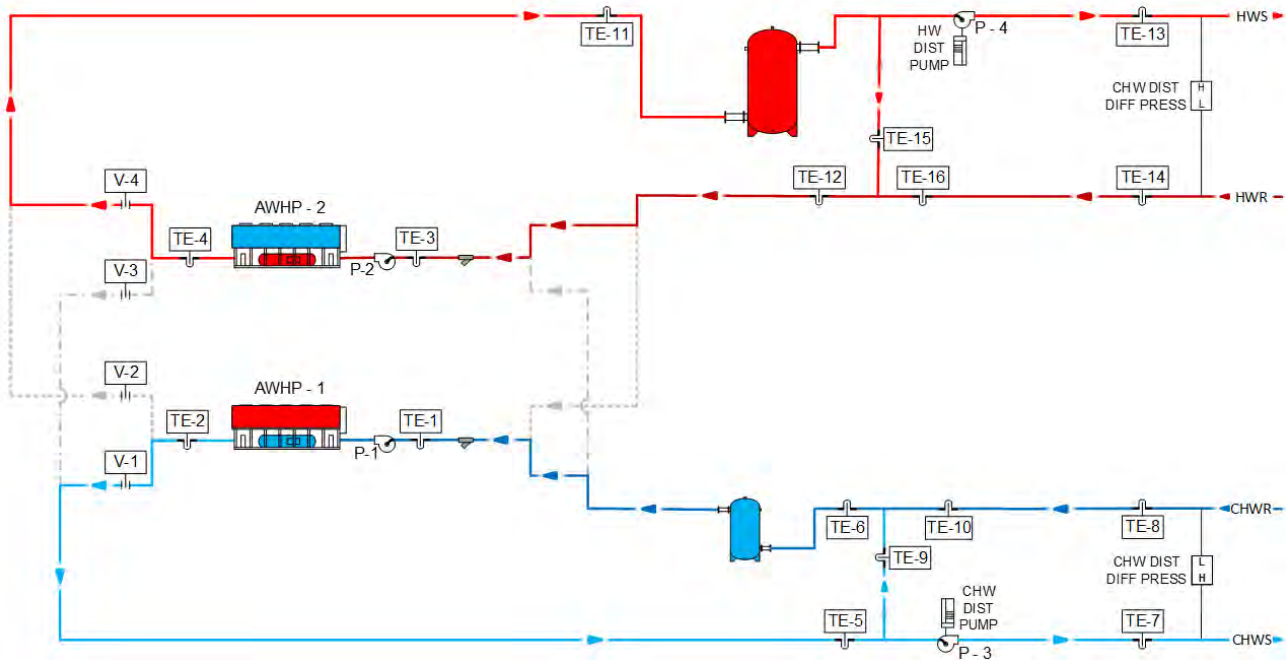 TE-11
HW
DIST
PUMP
P - 4
TE-13
HWS
CHW DIST
DIFF PRESS
H
L
TE-15
V-4
AWHP - 2
TE-12
TE-16
TE-14
HWR
TE-4
P-2
TE-3
V-3
V-2
AWHP - 1
TE-2
P-1
TE-1
V-1
TE-6
TE-10
TE-8
CHWR
TE-9
CHW DIST
DIFF PRESS
L
H
CHW
DIST
PUMP
TE-5
P - 3
TE-7
CHWS